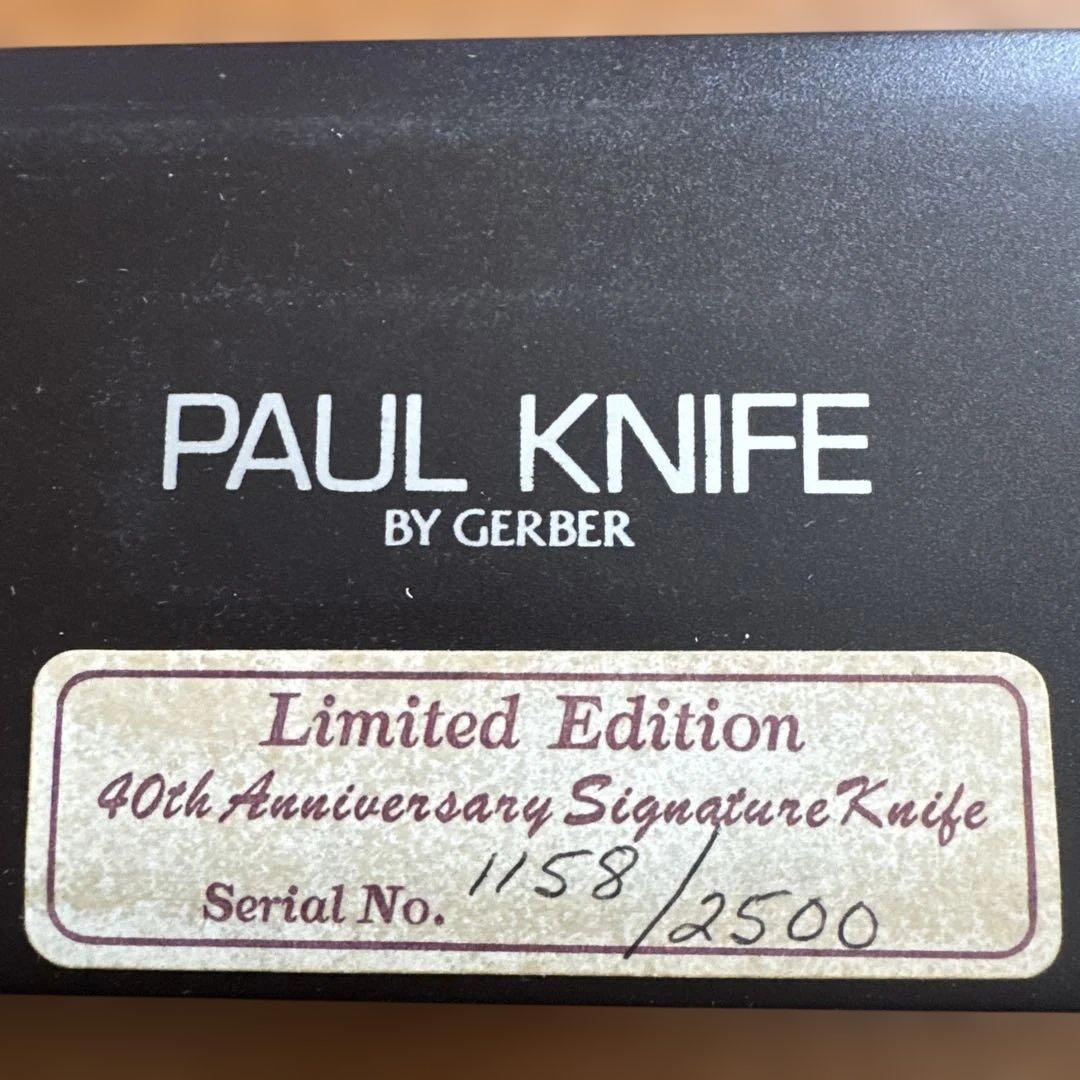 PAUL KNIFE
BY GERBER
Limited Edition
40th Anniversary Signature Knife
Serial No. 1158/2500